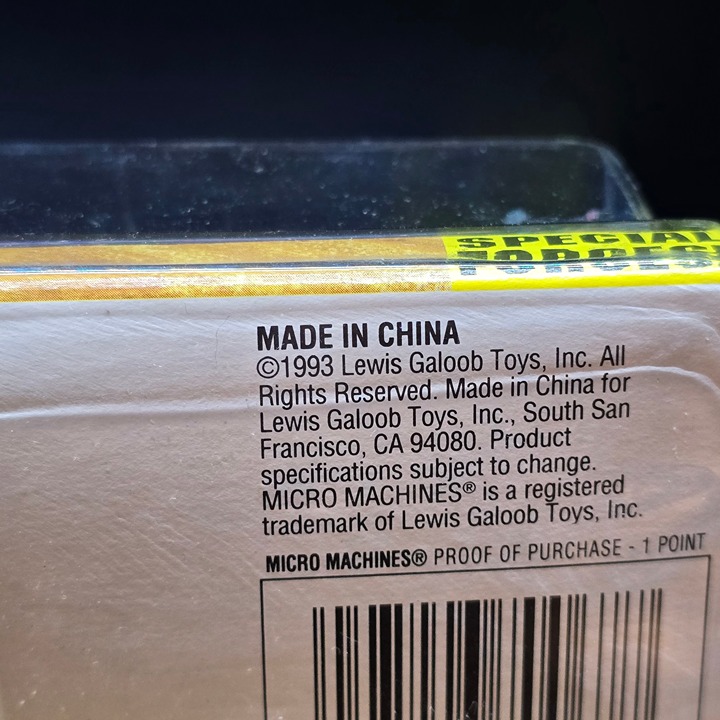 SPECIAL
FORCES
MADE IN CHINA
©1993 Lewis Galoob Toys, Inc. All
Rights Reserved. Made in China for
Lewis Galoob Toys, Inc., South San
Francisco, CA 94080. Product
specifications subject to change.
MICRO MACHINES® is a registered
trademark of Lewis Galoob Toys, Inc.
MICRO MACHINES® PROOF OF PURCHASE - 1 POINT